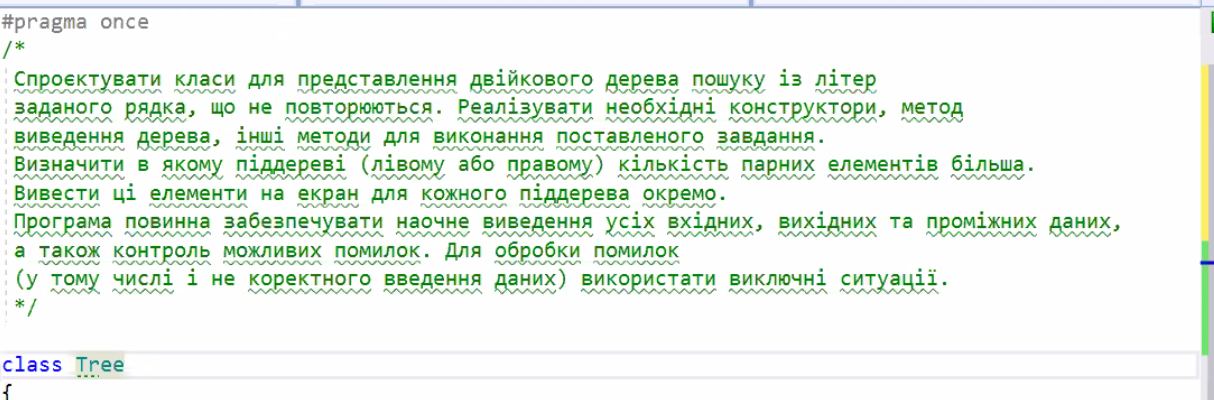 #pragma once
/*
Спроєктувати класи для представлення двійкового дерева пошуку із літер
заданого рядка, що не повторюються. Реалізувати необхідні конструктори, метод
виведення дерева, інші методи для виконання поставленого завдання.
Визначити в якому піддереві (лівому або правому) кількість парних елементів більша.
Вивести ці елементи на екран для кожного піддерева окремо.
Програма повинна забезпечувати наочне виведення усіх вхідних, вихідних та проміжних даних,
а також контроль можливих помилок. Для обробки помилок
(у тому числі і не коректного введення даних) використати виключні ситуації.
*/
class Tree
{